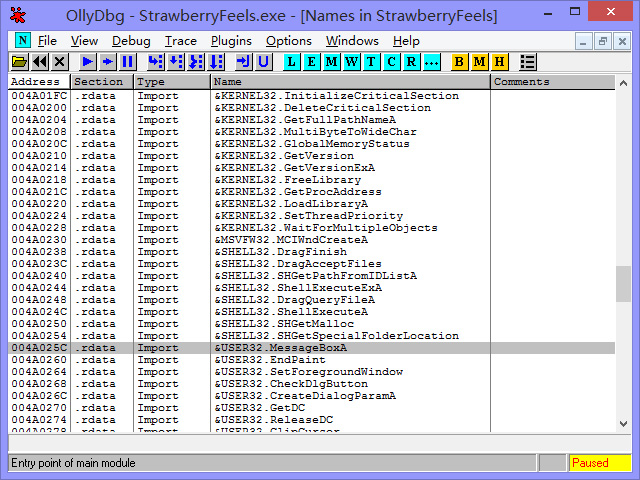 OllyDbg - StrawberryFeels.exe - [Names in StrawberryFeels]
N File View Debug Trace Plugins Options Windows Help
U L E M W T C R ... B M H
Address Section Type Name Comments
004A01FC .rdata Import &KERNEL32.InitializeCriticalSection
004A0200 .rdata Import &KERNEL32.DeleteCriticalSection
004A0204 .rdata Import &KERNEL32.GetFullPathNameA
004A0208 .rdata Import &KERNEL32.MultiByteToWideChar
004A020C .rdata Import &KERNEL32.GlobalMemoryStatus
004A0210 .rdata Import &KERNEL32.GetVersion
004A0214 .rdata Import &KERNEL32.GetVersionExA
004A0218 .rdata Import &KERNEL32.FreeLibrary
004A021C .rdata Import &KERNEL32.GetProcAddress
004A0220 .rdata Import &KERNEL32.LoadLibraryA
004A0224 .rdata Import &KERNEL32.SetThreadPriority
004A0228 .rdata Import &KERNEL32.WaitForMultipleObjects
004A0230 .rdata Import &MSVFW32.MCIWndCreateA
004A0238 .rdata Import &SHELL32.DragFinish
004A023C .rdata Import &SHELL32.DragAcceptFiles
004A0240 .rdata Import &SHELL32.SHGetPathFromIDListA
004A0244 .rdata Import &SHELL32.ShellExecuteExA
004A0248 .rdata Import &SHELL32.DragQueryFileA
004A024C .rdata Import &SHELL32.ShellExecuteA
004A0250 .rdata Import &SHELL32.SHGetMalloc
004A0254 .rdata Import &SHELL32.SHGetSpecialFolderLocation
004A025C .rdata Import &USER32.MessageBoxA
004A0260 .rdata Import &USER32.EndPaint
004A0264 .rdata Import &USER32.SetForegroundWindow
004A0268 .rdata Import &USER32.CheckDlgButton
004A026C .rdata Import &USER32.CreateDialogParamA
004A0270 .rdata Import &USER32.GetDC
004A0274 .rdata Import &USER32.ReleaseDC
004A0278 .rdata Import &USER32.ClipCursor
Entry point of main module
Paused